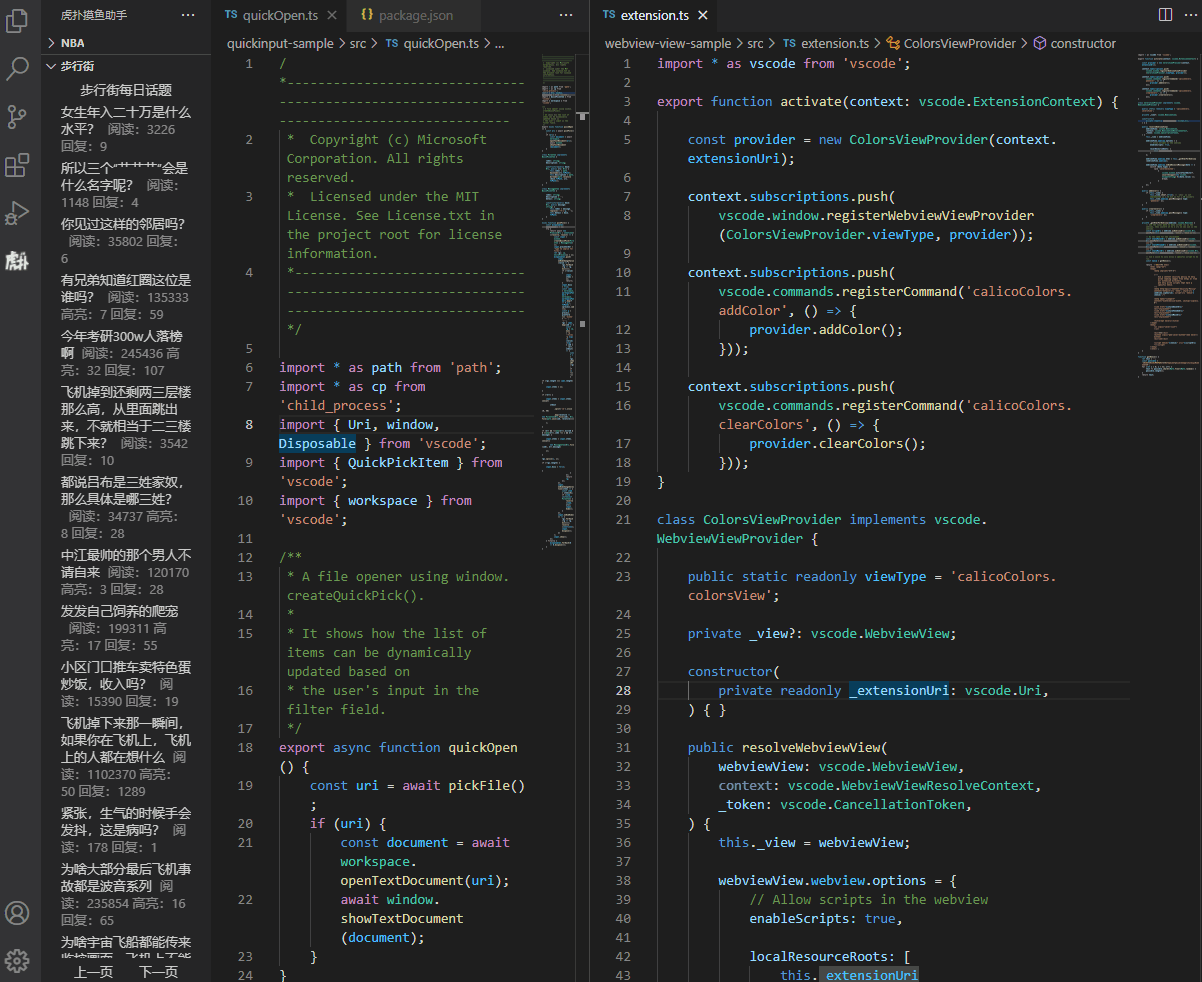 虎扑摸鱼助手
···
NBA
步行街
步行街每日话题
女生年入二十万是什么
水平? 阅读：3226
回复：9
所以三个“艹艹艹”会是
什么名字呢? 阅读：
1148 回复：4
你见过这样的邻居吗?
阅读：35802 回复：
6
有兄弟知道红圈这位是
谁吗? 阅读：135333
高亮：7 回复：59
今年考研300w人落榜
啊 阅读：245436 高
亮：32 回复：107
飞机掉到还剩两三层楼
那么高，从里面跳出
来，不就相当于二三楼
跳下来? 阅读：3542
回复：10
都说吕布是三姓家奴，
那么具体是哪三姓?
阅读：34737 高亮：
8 回复：28
中江最帅的那个男人不
请自来 阅读：120170
高亮：3 回复：28
发发自己饲养的爬宠
阅读：199311 高
亮：17 回复：55
小区门口推车卖特色蛋
炒饭，收入吗? 阅
读：15390 回复：19
飞机掉下来那一瞬间，
如果你在飞机上，飞机
上的人都在想什么 阅
读：1102370 高亮：
50 回复：1289
紧张，生气的时候手会
发抖，这是病吗? 阅
读：178 回复：1
为啥大部分最后飞机事
故都是波音系列 阅
读：235854 高亮：16
回复：65
为啥宇宙飞船都能传来
上一页 下一页
TS quickOpen.ts
{} package.json
···
quickinput-sample > src > TS quickOpen.ts > ...
1 /
*-------------------------------
-------------------------------
-----------------------------
2 *  Copyright (c) Microsoft
Corporation. All rights
reserved.
3 *  Licensed under the MIT
License. See License.txt in
the project root for license
information.
4 *------------------------------
-------------------------------
-------------------------------
*/
5
6 import * as path from 'path';
7 import * as cp from
'child_process';
8 import { Uri, window,
Disposable } from 'vscode';
9 import { QuickPickItem } from
'vscode';
10 import { workspace } from
'vscode';
11
12 /**
13 * A file opener using window.
createQuickPick().
14 *
15 * It shows how the list of
items can be dynamically
updated based on
16 * the user's input in the
filter field.
17 */
18 export async function quickOpen
() {
19 const uri = await pickFile()
;
20 if (uri) {
21 const document = await
workspace.
openTextDocument(uri);
22 await window.
showTextDocument
(document);
23 }
24 }
TS extension.ts
···
webview-view-sample > src > TS extension.ts > ColorsViewProvider > constructor
1 import * as vscode from 'vscode';
2
3 export function activate(context: vscode.ExtensionContext) {
4
5 const provider = new ColorsViewProvider(context.
extensionUri);
6
7 context.subscriptions.push(
8 vscode.window.registerWebviewViewProvider
(ColorsViewProvider.viewType, provider));
9
10 context.subscriptions.push(
11 vscode.commands.registerCommand('calicoColors.
addColor', () => {
12 provider.addColor();
13 }));
14
15 context.subscriptions.push(
16 vscode.commands.registerCommand('calicoColors.
clearColors', () => {
17 provider.clearColors();
18 }));
19 }
20
21 class ColorsViewProvider implements vscode.
WebviewViewProvider {
22
23 public static readonly viewType = 'calicoColors.
colorsView';
24
25 private _view?: vscode.WebviewView;
26
27 constructor(
28 private readonly _extensionUri: vscode.Uri,
29 ) { }
30
31 public resolveWebviewView(
32 webviewView: vscode.WebviewView,
33 context: vscode.WebviewViewResolveContext,
34 _token: vscode.CancellationToken,
35 ) {
36 this._view = webviewView;
37
38 webviewView.webview.options = {
39 // Allow scripts in the webview
40 enableScripts: true,
41
42 localResourceRoots: [
43 this._extensionUri